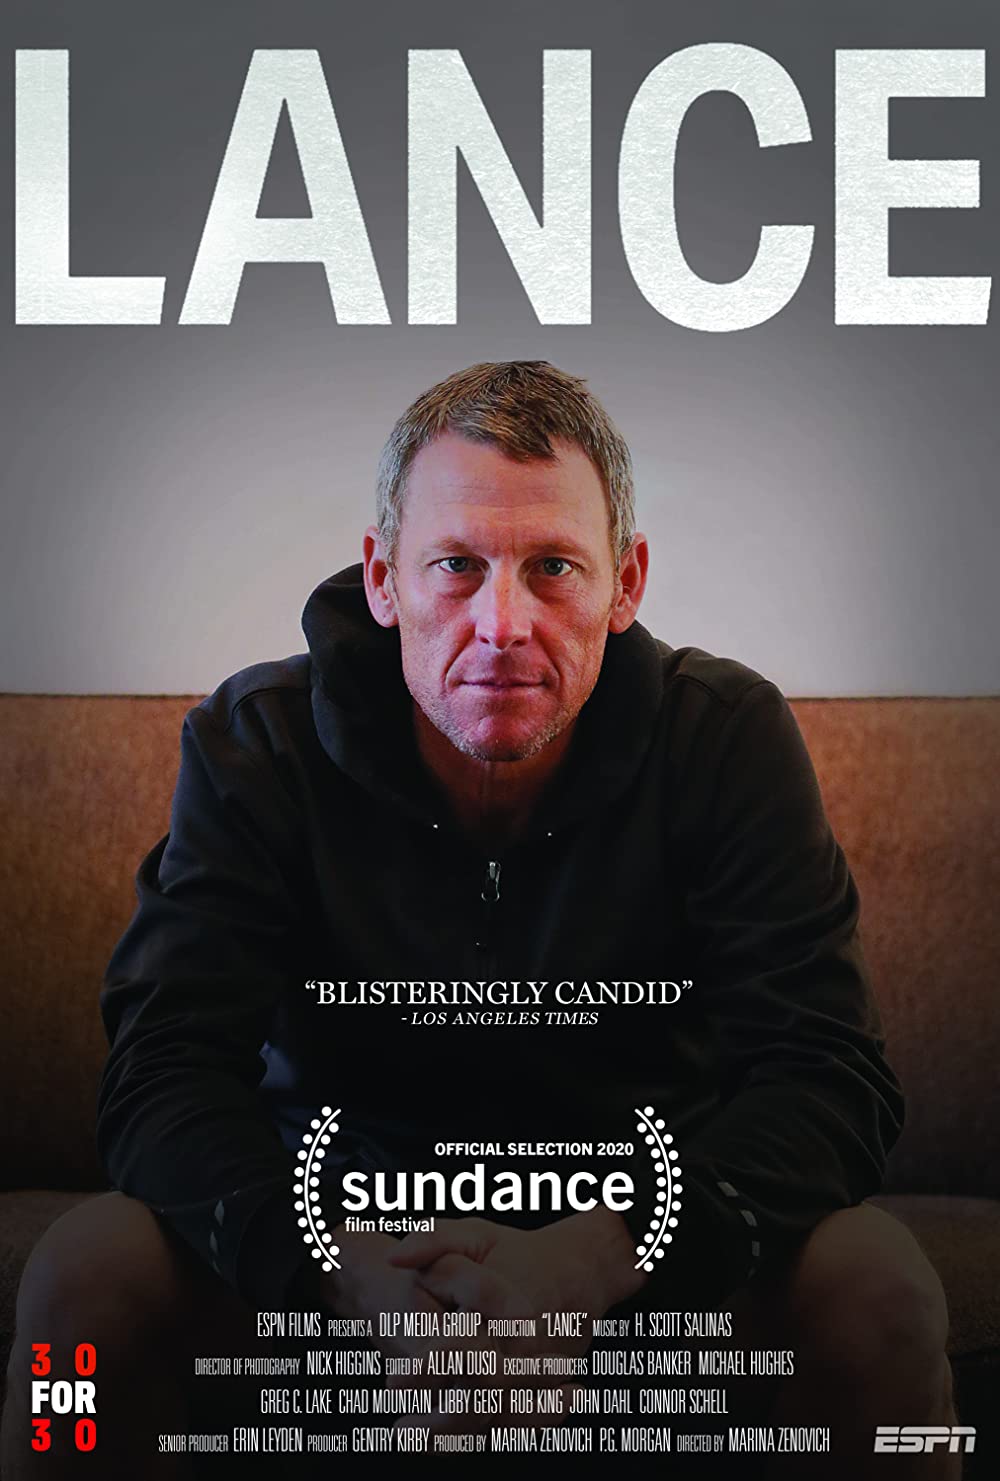 LANCE
“BLISTERINGLY CANDID”
- LOS ANGELES TIMES
OFFICIAL SELECTION 2020
sundance
film festival
ESPN FILMS PRESENTS A DLP MEDIA GROUP PRODUCTION “LANCE” MUSIC BY H. SCOTT SALINAS
DIRECTOR OF PHOTOGRAPHY NICK HIGGINS EDITED BY ALLAN DUSO EXECUTIVE PRODUCERS DOUGLAS BANKER MICHAEL HUGHES
GREG C. LAKE CHAD MOUNTAIN LIBBY GEIST ROB KING JOHN DAHL CONNOR SCHELL
SENIOR PRODUCER ERIN LEYDEN PRODUCER GENTRY KIRBY PRODUCED BY MARINA ZENOVICH P.G. MORGAN DIRECTED BY MARINA ZENOVICH
30
FOR
30
ESPN